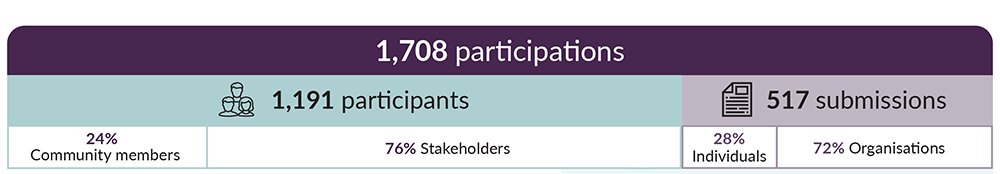 1,708 participations
1,191 participants
517 submissions
24%
Community members
76% Stakeholders
28%
Individuals
72% Organisations